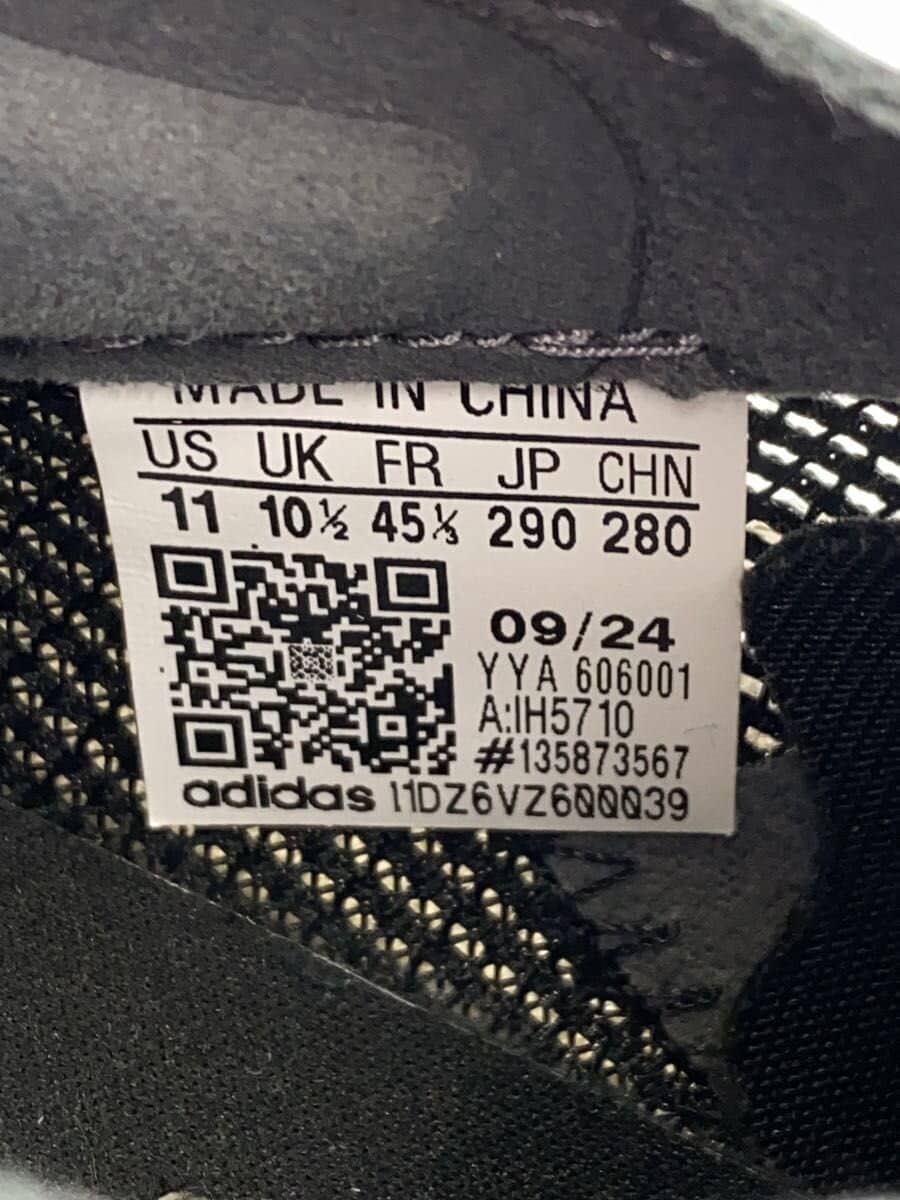 MADE IN CHINA
US UK FR JP CHN
11 10½ 45⅓ 290 280
09/24
YYA 606001
A:IH5710
#135873567
adidas I1DZ6VZ600039